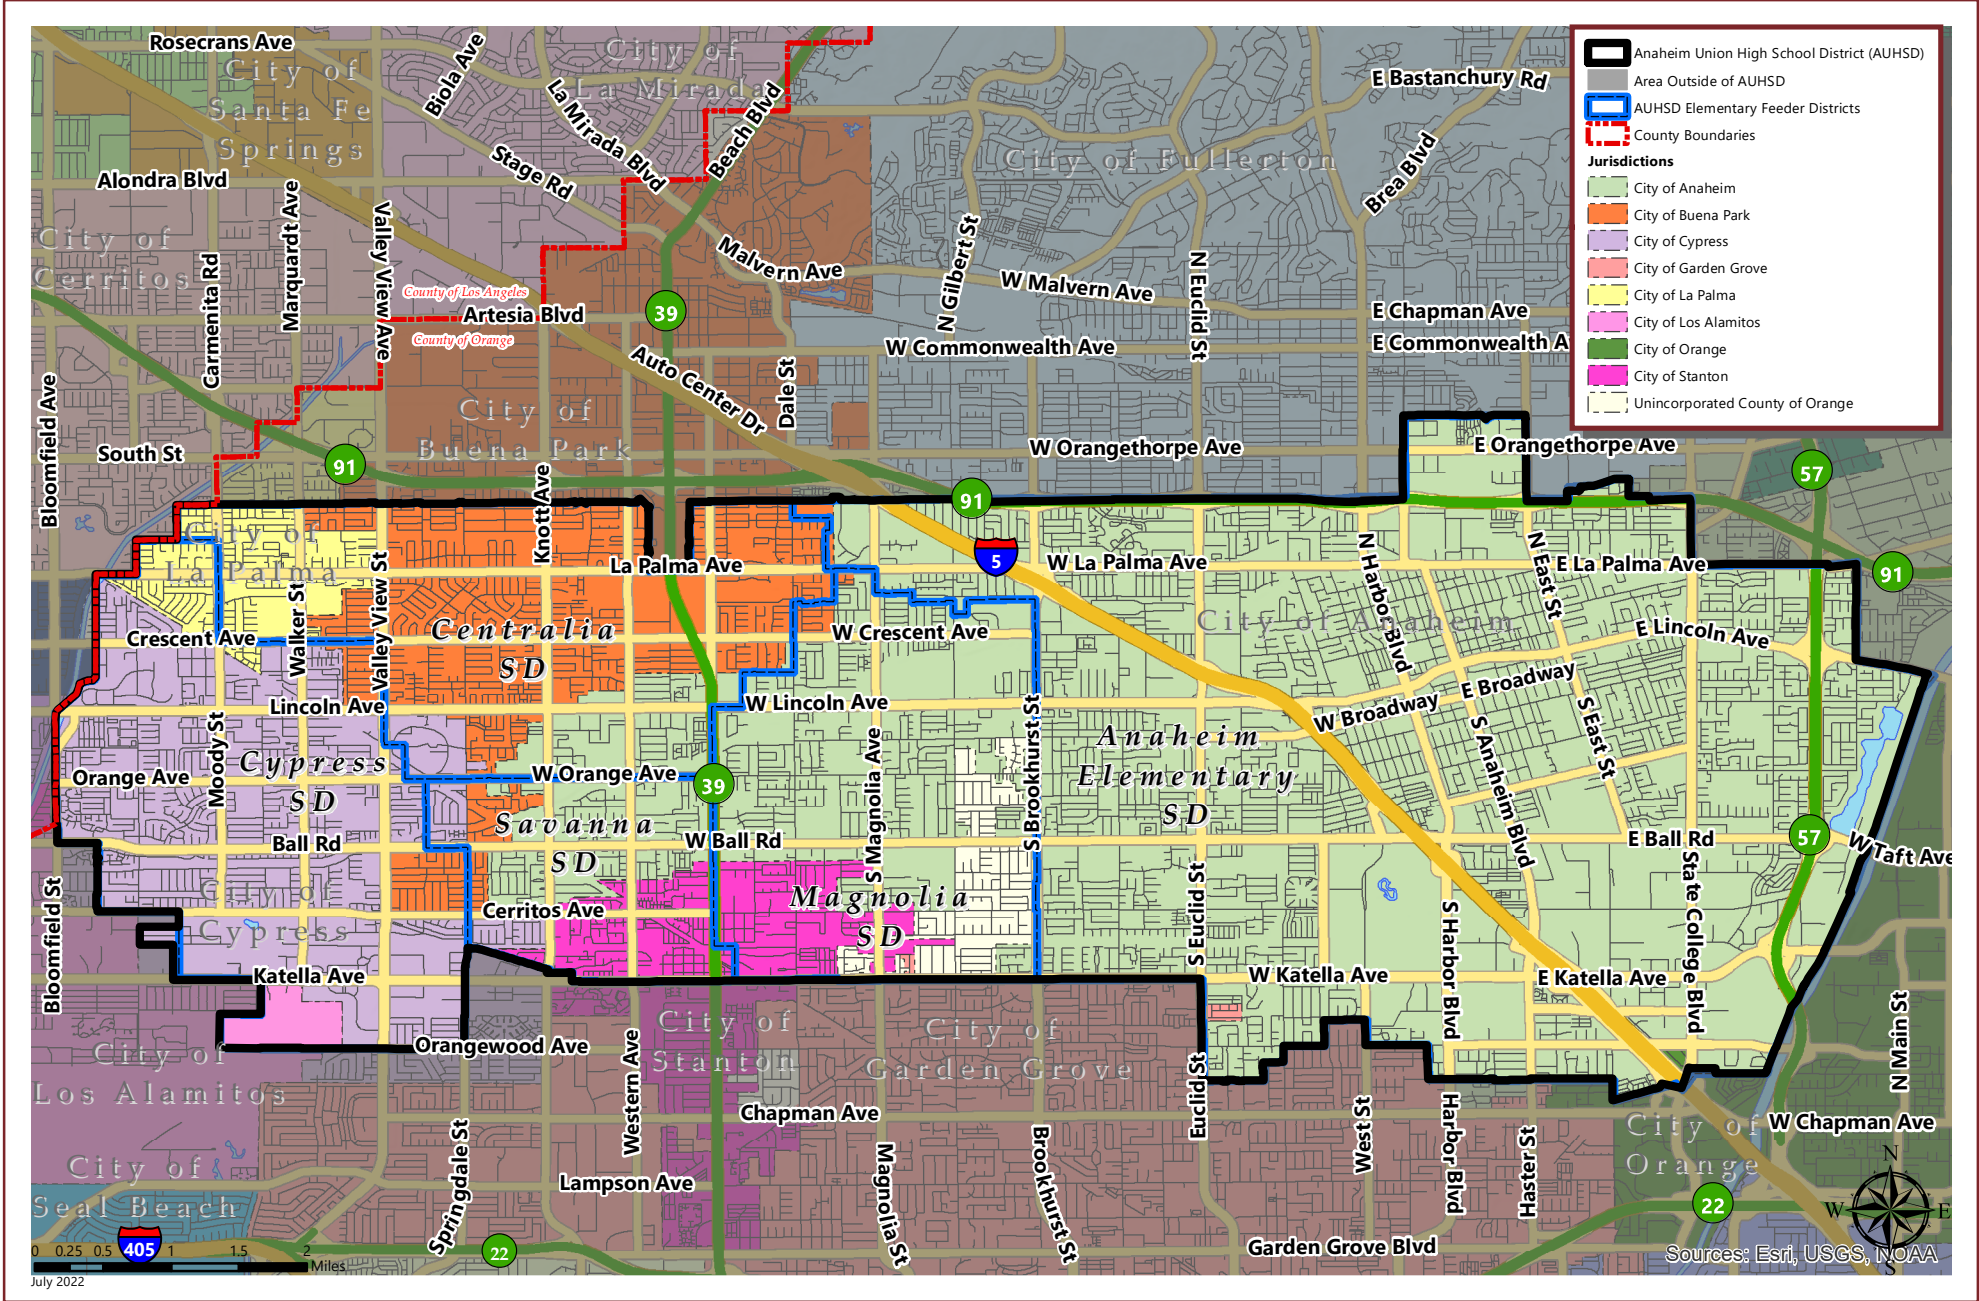 Rosecrans Ave
City of
Santa Fe
Springs
Biola Ave
La Mirada Blvd
City of
La Mirada
Beach Blvd
Stage Rd
Alondra Blvd
Marquardt Ave
Valley View Ave
Carmenita Rd
City of
Cerritos
Malvern Ave
City of Fullerton
E Bastanchury Rd
Brea Blvd
N Gilbert St
W Malvern Ave
N Euclid St
E Chapman Ave
E Commonwealth A
W Commonwealth Ave
County of Los Angeles
Artesia Blvd
County of Orange
39
Auto Center Dr
Dale St
Bloomfield Ave
City of
Buena Park
South St
91
W Orangethorpe Ave
E Orangethorpe Ave
57
Anaheim Union High School District (AUHSD)
Area Outside of AUHSD
AUHSD Elementary Feeder Districts
County Boundaries
Jurisdictions
City of Anaheim
City of Buena Park
City of Cypress
City of Garden Grove
City of La Palma
City of Los Alamitos
City of Orange
City of Stanton
Unincorporated County of Orange
Knott Ave
91
City of
La Palma
La Palma Ave
5
W La Palma Ave
N Harbor Blvd
N East St
E La Palma Ave
91
Walker St
Valley View St
Crescent Ave
Centralia
SD
W Crescent Ave
City of Anaheim
E Lincoln Ave
Lincoln Ave
W Lincoln Ave
E Broadway
W Broadway
Moody St
Cypress
SD
Orange Ave
W Orange Ave
39
S Magnolia Ave
S Brookhurst St
Anaheim
Elementary
SD
S Anaheim Blvd
S East St
Savanna
SD
Ball Rd
W Ball Rd
E Ball Rd
57
W Taft Ave
City of
Cypress
Cerritos Ave
Magnolia
SD
S Euclid St
S Harbor Blvd
State College Blvd
Bloomfield St
Katella Ave
W Katella Ave
E Katella Ave
N Main St
City of
Los Alamitos
Orangewood Ave
Western Ave
City of
Stanton
City of
Garden Grove
Euclid St
Chapman Ave
W Chapman Ave
City of
Orange
City of
Seal Beach
Springdale St
Lampson Ave
Magnolia St
Brookhurst St
West St
Harbor Blvd
Haster St
22
Garden Grove Blvd
22
405
0 0.25 0.5 1 1.5 2
Miles
July 2022
N
W E
S
Sources: Esri, USGS, NOAA